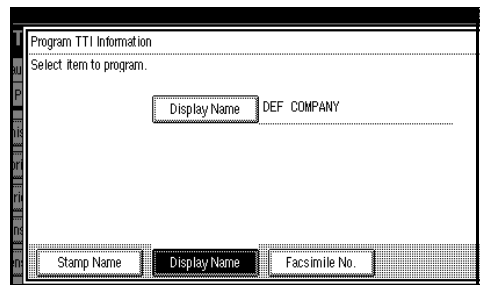 Program TTI Information
Select item to program.
Display Name DEF COMPANY
Stamp Name Display Name Facsimile No.